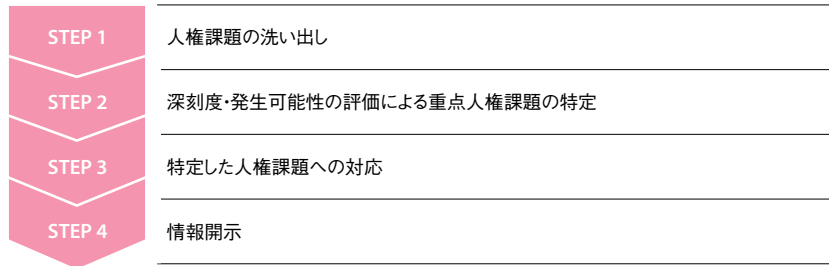 STEP 1
人権課題の洗い出し
STEP 2
深刻度・発生可能性の評価による重点人権課題の特定
STEP 3
特定した人権課題への対応
STEP 4
情報開示